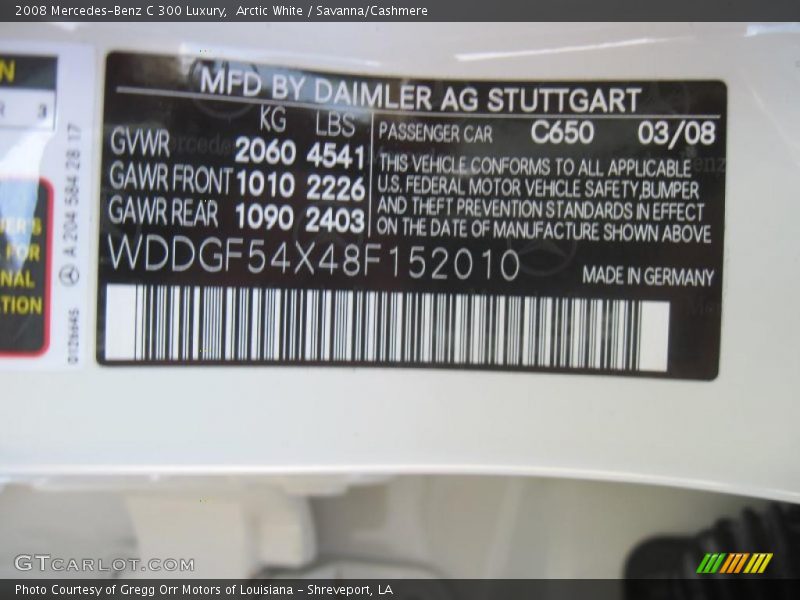 2008 Mercedes-Benz C 300 Luxury,  Arctic White / Savanna/Cashmere
MFD BY DAIMLER AG STUTTGART
KG LBS
GVWR 2060 4541
GAWR FRONT 1010 2226
GAWR REAR 1090 2403
PASSENGER CAR C650 03/08
THIS VEHICLE CONFORMS TO ALL APPLICABLE
U.S. FEDERAL MOTOR VEHICLE SAFETY,BUMPER
AND THEFT PREVENTION STANDARDS IN EFFECT
ON THE DATE OF MANUFACTURE SHOWN ABOVE
WDDGF54X48F152010
MADE IN GERMANY
A 204 584 28 17
FOR
NAL
TION
GTCARLOT.COM
Photo Courtesy of Gregg Orr Motors of Louisiana - Shreveport, LA